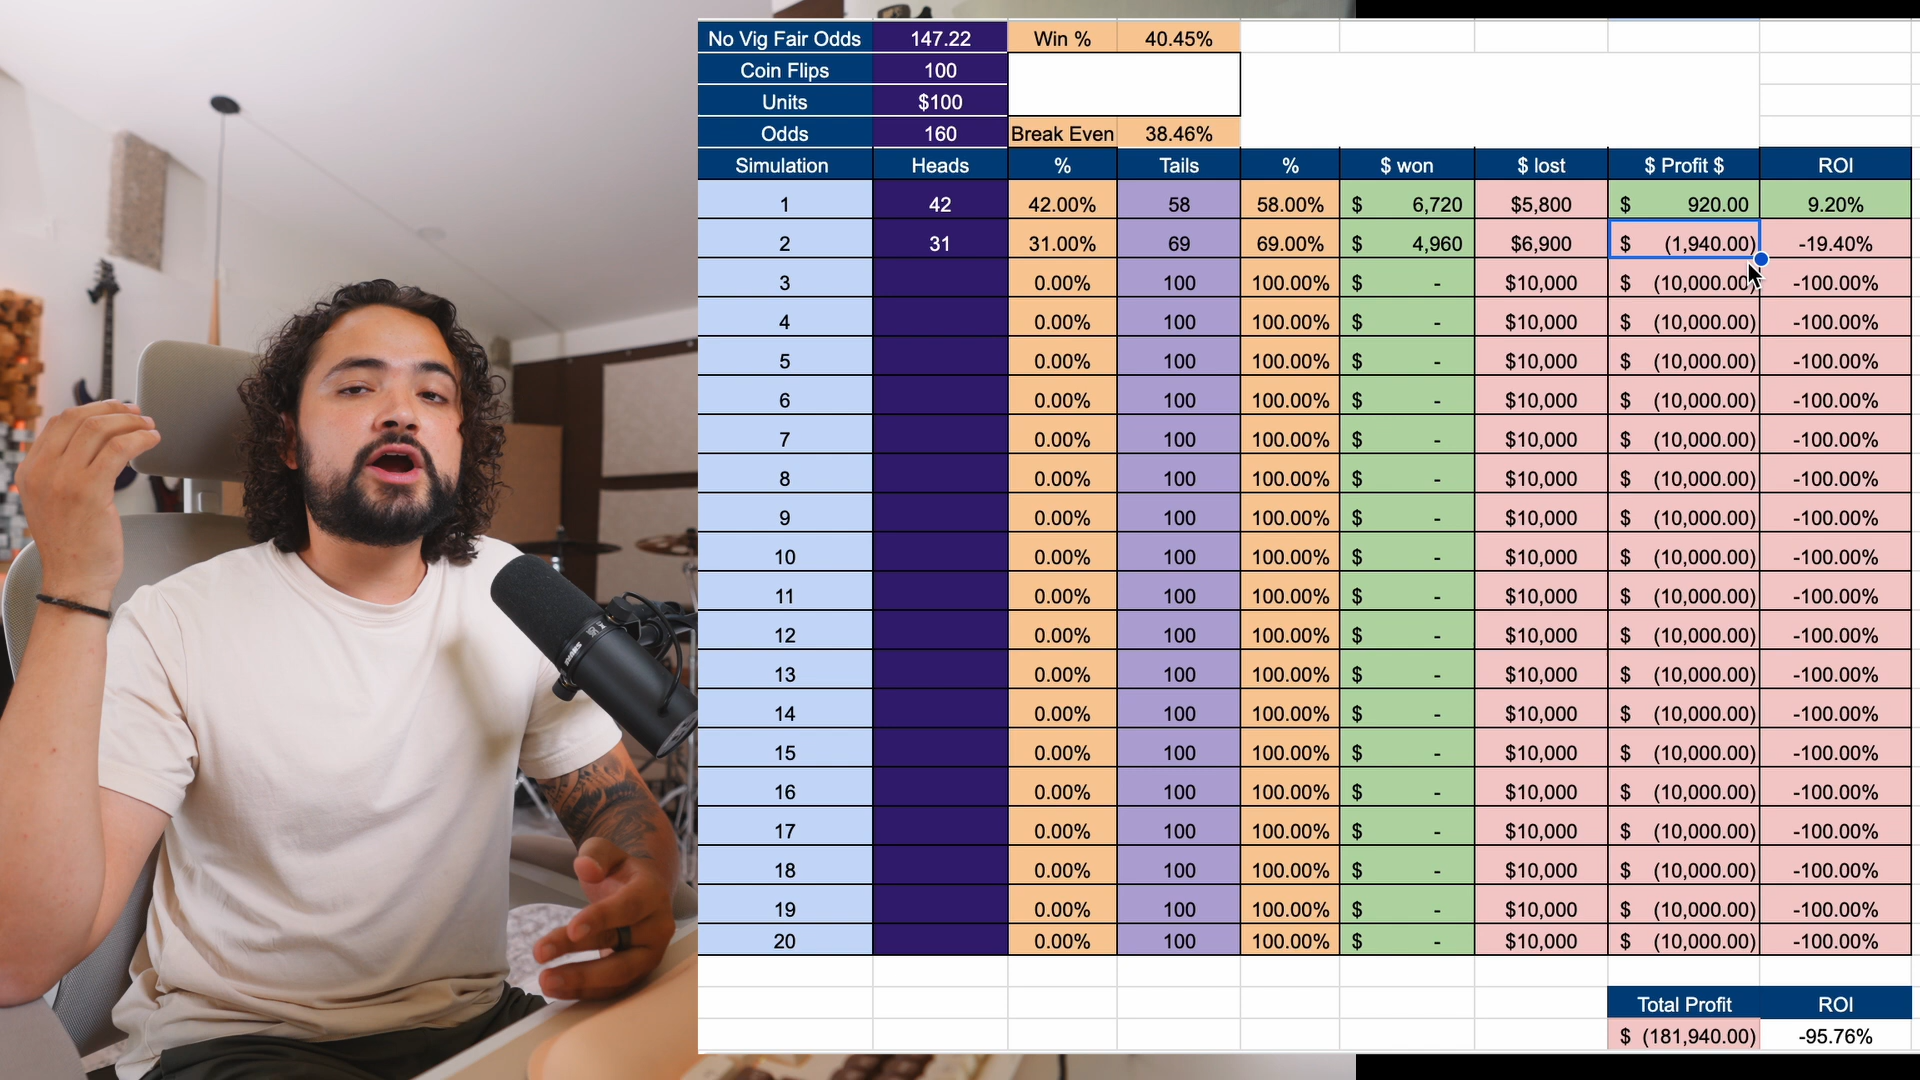 No Vig Fair Odds 147.22 Win % 40.45%
Coin Flips 100
Units $100
Odds 160 Break Even 38.46%
Simulation Heads % Tails % $ won $ lost $ Profit $ ROI
1 42 42.00% 58 58.00% $ 6,720 $5,800 $ 920.00 9.20%
2 31 31.00% 69 69.00% $ 4,960 $6,900 $ (1,940.00) -19.40%
3 0.00% 100 100.00% $ - $10,000 $ (10,000.00) -100.00%
4 0.00% 100 100.00% $ - $10,000 $ (10,000.00) -100.00%
5 0.00% 100 100.00% $ - $10,000 $ (10,000.00) -100.00%
6 0.00% 100 100.00% $ - $10,000 $ (10,000.00) -100.00%
7 0.00% 100 100.00% $ - $10,000 $ (10,000.00) -100.00%
8 0.00% 100 100.00% $ - $10,000 $ (10,000.00) -100.00%
9 0.00% 100 100.00% $ - $10,000 $ (10,000.00) -100.00%
10 0.00% 100 100.00% $ - $10,000 $ (10,000.00) -100.00%
11 0.00% 100 100.00% $ - $10,000 $ (10,000.00) -100.00%
12 0.00% 100 100.00% $ - $10,000 $ (10,000.00) -100.00%
13 0.00% 100 100.00% $ - $10,000 $ (10,000.00) -100.00%
14 0.00% 100 100.00% $ - $10,000 $ (10,000.00) -100.00%
15 0.00% 100 100.00% $ - $10,000 $ (10,000.00) -100.00%
16 0.00% 100 100.00% $ - $10,000 $ (10,000.00) -100.00%
17 0.00% 100 100.00% $ - $10,000 $ (10,000.00) -100.00%
18 0.00% 100 100.00% $ - $10,000 $ (10,000.00) -100.00%
19 0.00% 100 100.00% $ - $10,000 $ (10,000.00) -100.00%
20 0.00% 100 100.00% $ - $10,000 $ (10,000.00) -100.00%
Total Profit ROI
$ (181,940.00) -95.76%